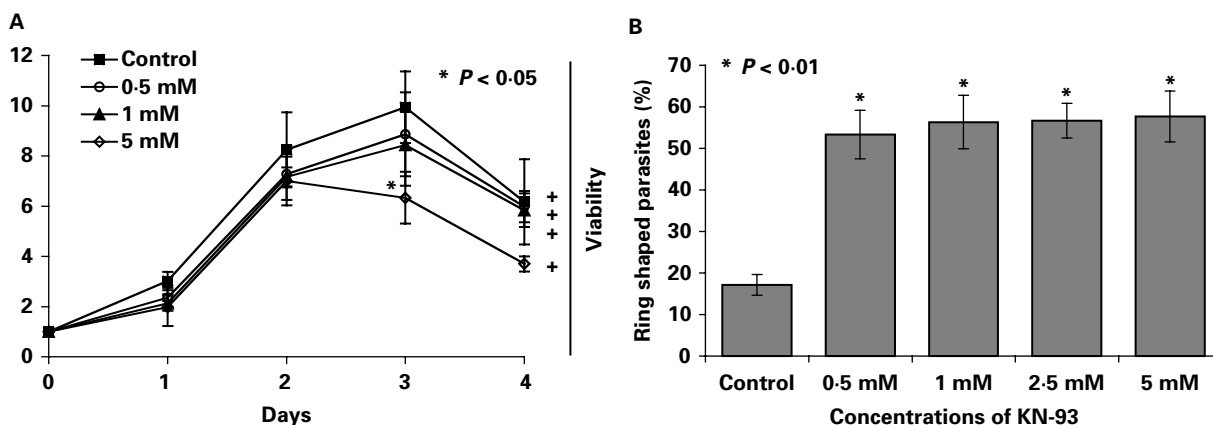 A
12
10
8
6
4
2
0
Control
0·5 mM
1 mM
5 mM
* P < 0·05
*
+
+
+
+
Viability
0 1 2 3 4
Days
B
70
60
50
40
30
20
10
0
Ring shaped parasites (%)
* P < 0·01
* * * *
Control 0·5 mM 1 mM 2·5 mM 5 mM
Concentrations of KN-93